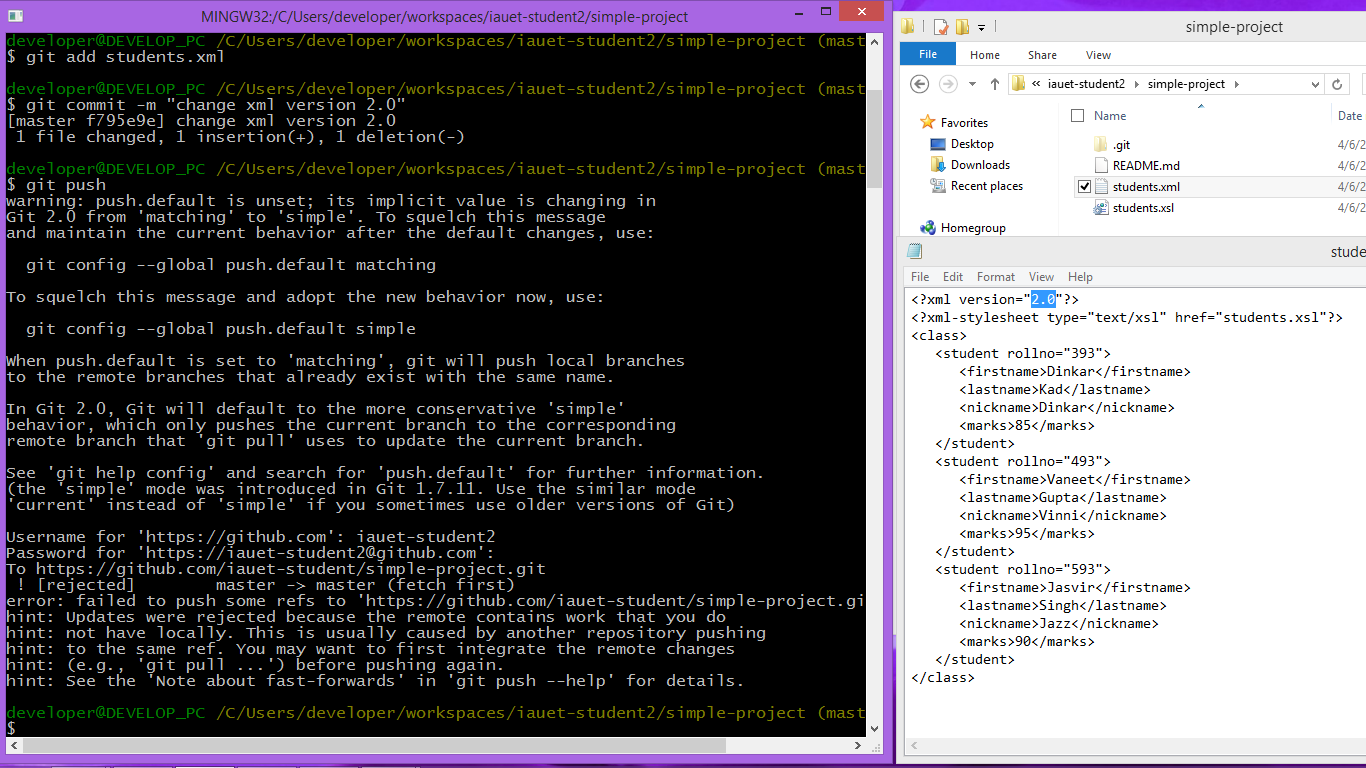 MINGW32:/C/Users/developer/workspaces/iauet-student2/simple-project
developer@DEVELOP_PC /C/Users/developer/workspaces/iauet-student2/simple-project (mast
$ git add students.xml
developer@DEVELOP_PC /C/Users/developer/workspaces/iauet-student2/simple-project (mast
$ git commit -m "change xml version 2.0"
[master f795e9e] change xml version 2.0
 1 file changed, 1 insertion(+), 1 deletion(-)
developer@DEVELOP_PC /C/Users/developer/workspaces/iauet-student2/simple-project (mast
$ git push
warning: push.default is unset; its implicit value is changing in
Git 2.0 from 'matching' to 'simple'. To squelch this message
and maintain the current behavior after the default changes, use:
  git config --global push.default matching
To squelch this message and adopt the new behavior now, use:
  git config --global push.default simple
When push.default is set to 'matching', git will push local branches
to the remote branches that already exist with the same name.
In Git 2.0, Git will default to the more conservative 'simple'
behavior, which only pushes the current branch to the corresponding
remote branch that 'git pull' uses to update the current branch.
See 'git help config' and search for 'push.default' for further information.
(the 'simple' mode was introduced in Git 1.7.11. Use the similar mode
'current' instead of 'simple' if you sometimes use older versions of Git)
Username for 'https://github.com': iauet-student2
Password for 'https://iauet-student2@github.com':
To https://github.com/iauet-student/simple-project.git
 ! [rejected]        master -> master (fetch first)
error: failed to push some refs to 'https://github.com/iauet-student/simple-project.gi
hint: Updates were rejected because the remote contains work that you do
hint: not have locally. This is usually caused by another repository pushing
hint: to the same ref. You may want to first integrate the remote changes
hint: (e.g., 'git pull ...') before pushing again.
hint: See the 'Note about fast-forwards' in 'git push --help' for details.
developer@DEVELOP_PC /C/Users/developer/workspaces/iauet-student2/simple-project (mast
$
simple-project
File Home Share View
« iauet-student2 simple-project
Favorites
Desktop
Downloads
Recent places
Homegroup
Name Date
.git 4/6/2
README.md 4/6/2
students.xml 4/6/2
students.xsl 4/6/2
stude
File Edit Format View Help
<?xml version="2.0"?>
<?xml-stylesheet type="text/xsl" href="students.xsl"?>
<class>
   <student rollno="393">
      <firstname>Dinkar</firstname>
      <lastname>Kad</lastname>
      <nickname>Dinkar</nickname>
      <marks>85</marks>
   </student>
   <student rollno="493">
      <firstname>Vaneet</firstname>
      <lastname>Gupta</lastname>
      <nickname>Vinni</nickname>
      <marks>95</marks>
   </student>
   <student rollno="593">
      <firstname>Jasvir</firstname>
      <lastname>Singh</lastname>
      <nickname>Jazz</nickname>
      <marks>90</marks>
   </student>
</class>